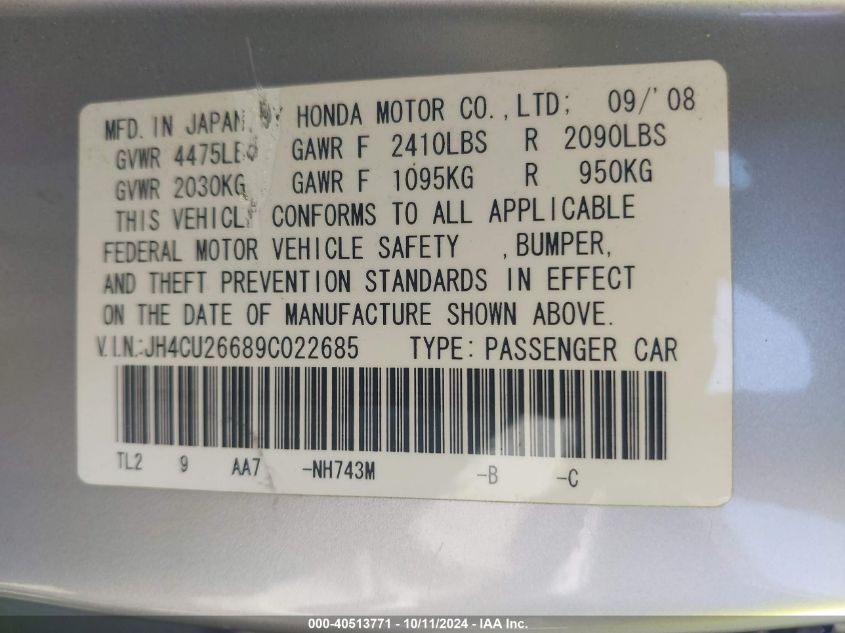 MFD. IN JAPAN BY HONDA MOTOR CO., LTD; 09/'08
GVWR 4475LBS GAWR F 2410LBS R 2090LBS
GVWR 2030KG GAWR F 1095KG R 950KG
THIS VEHICLE CONFORMS TO ALL APPLICABLE
FEDERAL MOTOR VEHICLE SAFETY , BUMPER,
AND THEFT PREVENTION STANDARDS IN EFFECT
ON THE DATE OF MANUFACTURE SHOWN ABOVE.
V.I.N.:JH4CU26689C022685 TYPE: PASSENGER CAR
TL2 9 AA7 -NH743M -B -C
000-40513771 - 10/11/2024 - IAA Inc.